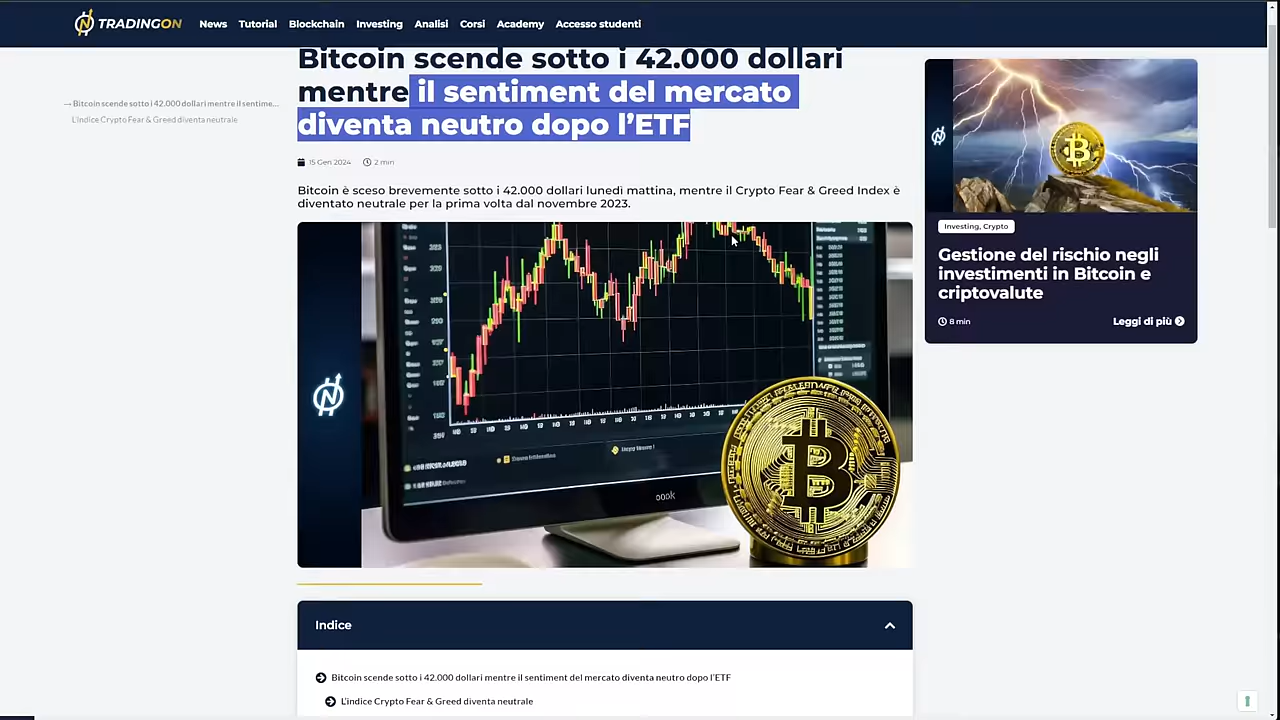 TRADINGON
News Tutorial Blockchain Investing Analisi Corsi Academy Accesso studenti
→ Bitcoin scende sotto i 42.000 dollari mentre il sentime...
L'indice Crypto Fear & Greed diventa neutrale
Bitcoin scende sotto i 42.000 dollari
mentre il sentiment del mercato
diventa neutro dopo l'ETF
15 Gen 2024 2 min
Bitcoin è sceso brevemente sotto i 42.000 dollari lunedì mattina, mentre il Crypto Fear & Greed Index è
diventato neutrale per la prima volta dal novembre 2023.
Investing, Crypto
Gestione del rischio negli
investimenti in Bitcoin e
criptovalute
8 min Leggi di più
Indice
Bitcoin scende sotto i 42.000 dollari mentre il sentiment del mercato diventa neutro dopo l'ETF
L'indice Crypto Fear & Greed diventa neutrale